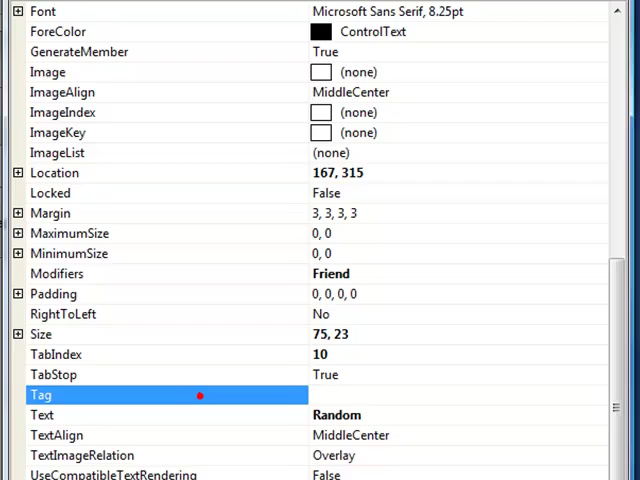 Font Microsoft Sans Serif, 8.25pt
ForeColor ControlText
GenerateMember True
Image (none)
ImageAlign MiddleCenter
ImageIndex (none)
ImageKey (none)
ImageList (none)
Location 167, 315
Locked False
Margin 3, 3, 3, 3
MaximumSize 0, 0
MinimumSize 0, 0
Modifiers Friend
Padding 0, 0, 0, 0
RightToLeft No
Size 75, 23
TabIndex 10
TabStop True
Tag
Text Random
TextAlign MiddleCenter
TextImageRelation Overlay
UseCompatibleTextRendering False